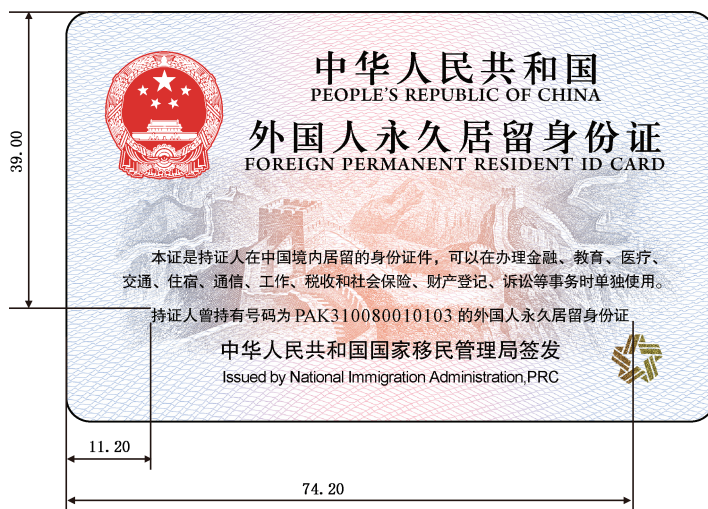 中华人民共和国
PEOPLE'S REPUBLIC OF CHINA
外国人永久居留身份证
FOREIGN PERMANENT RESIDENT ID CARD
本证是持证人在中国境内居留的身份证件，可以在办理金融、教育、医疗、
交通、住宿、通信、工作、税收和社会保险、财产登记、诉讼等事务时单独使用。
持证人曾持有号码为 PAK310080010103 的外国人永久居留身份证
中华人民共和国国家移民管理局签发
Issued by National Immigration Administration,PRC
39.00
11.20
74.20